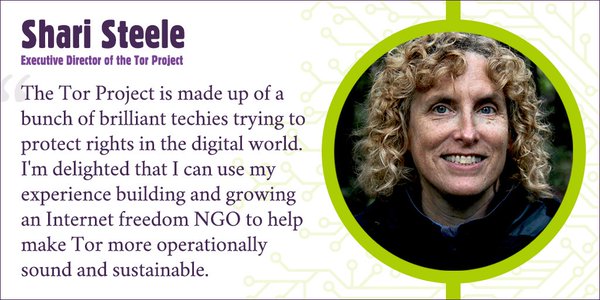 Shari Steele
Executive Director of the Tor Project
“
The Tor Project is made up of a
bunch of brilliant techies trying to
protect rights in the digital world.
I'm delighted that I can use my
experience building and growing
an Internet freedom NGO to help
make Tor more operationally
sound and sustainable.